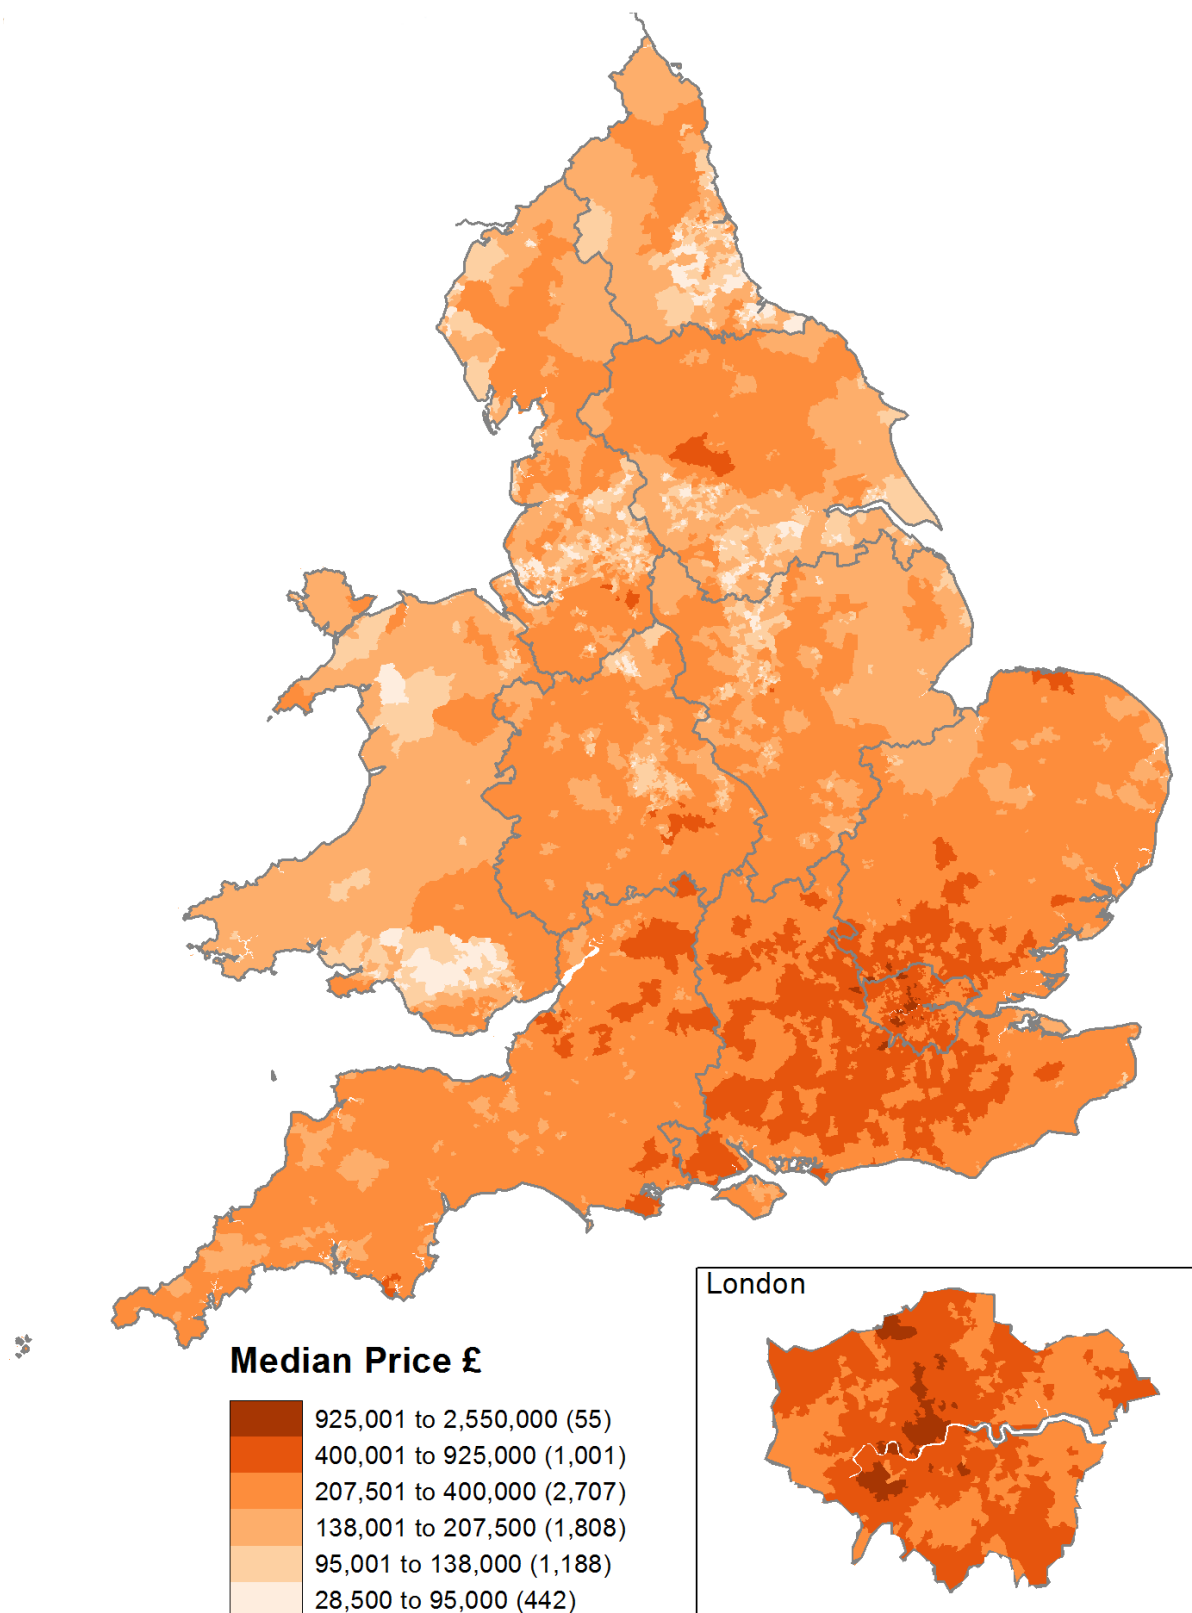 London
Median Price £
925,001 to 2,550,000 (55)
400,001 to 925,000 (1,001)
207,501 to 400,000 (2,707)
138,001 to 207,500 (1,808)
95,001 to 138,000 (1,188)
28,500 to 95,000 (442)